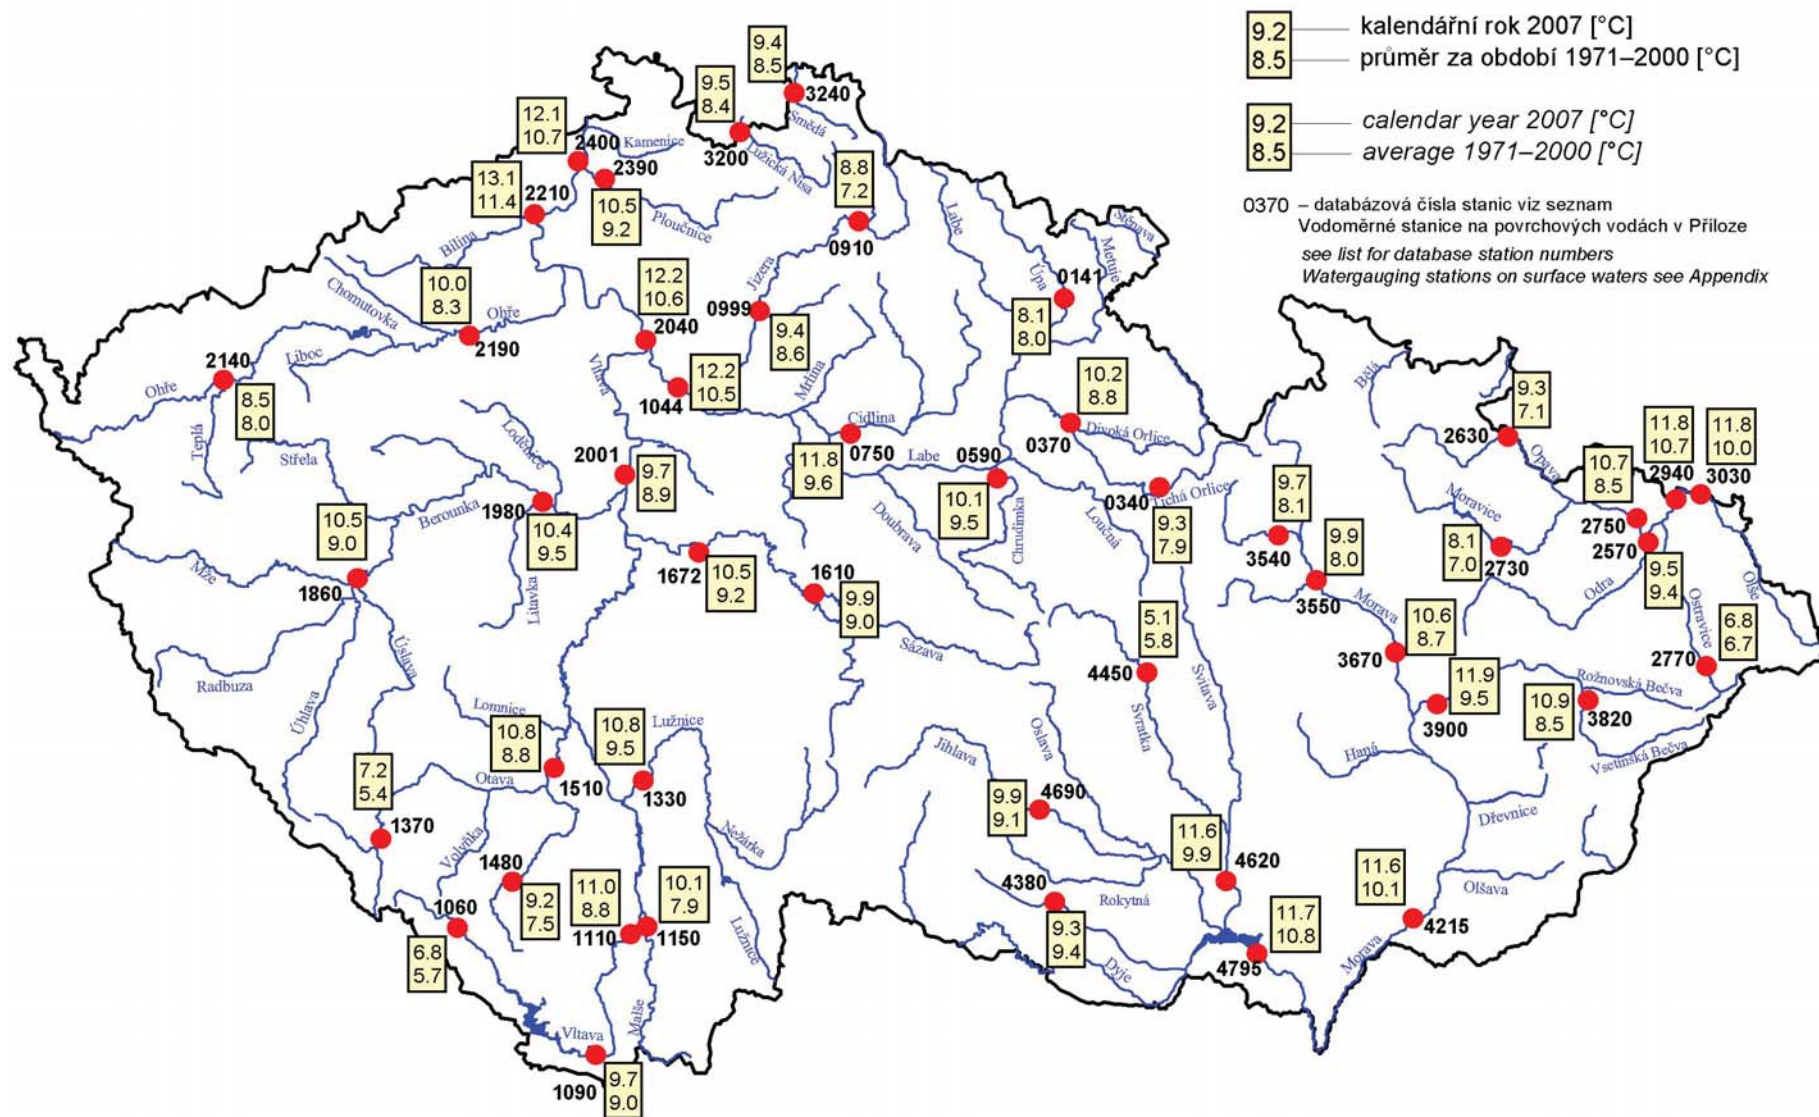 9.2
8.5
kalendářní rok 2007 [°C]
průměr za období 1971–2000 [°C]
9.2
8.5
calendar year 2007 [°C]
average 1971–2000 [°C]
0370 – databázová čísla stanic viz seznam
Vodoměrné stanice na povrchových vodách v Příloze
see list for database station numbers
Watergauging stations on surface waters see Appendix
9.4
8.5
3240
Smědá
9.5
8.4
3200
Lužická Nisa
12.1
10.7
2400
Kamenice
2390
10.5
9.2
Ploučnice
13.1
11.4
2210
Bílina
8.8
7.2
0910
Labe
Stěnava
Metuje
Úpa
0141
8.1
8.0
Jizera
0999
9.4
8.6
12.2
10.6
2040
10.0
8.3
Chomutovka
Ohře
2190
Liboc
2140
Ohře
8.5
8.0
Teplá
Střela
Vltava
12.2
10.5
1044
Mrlina
Cidlina
0750
11.8
9.6
Labe
0590
10.1
9.5
Chrudimka
Doubrava
10.2
8.8
0370
Divoká Orlice
0340
Tichá Orlice
9.3
7.9
Loučná
Loděnice
2001
9.7
8.9
Berounka
1980
10.4
9.5
Litavka
10.5
9.0
1860
Mže
Radbuza
Úhlava
Úslava
1672
10.5
9.2
1610
9.9
9.0
Sázava
Bělá
9.3
7.1
2630
Opava
10.7
8.5
2750
11.8
10.7
2940
11.8
10.0
3030
Moravice
8.1
7.0
2730
2570
9.5
9.4
Odra
Ostravice
Olše
6.8
6.7
2770
9.7
8.1
3540
9.9
8.0
3550
Morava
10.6
8.7
3670
11.9
9.5
3900
Rožnovská Bečva
10.9
8.5
3820
Vsetínská Bečva
5.1
5.8
4450
Svratka
Svitava
Haná
Dřevnice
Olšava
11.6
10.1
4215
Morava
Lomnice
10.8
8.8
1510
Otava
10.8
9.5
1330
Lužnice
7.2
5.4
1370
Volyňka
1480
9.2
7.5
1060
6.8
5.7
11.0
8.8
1110
10.1
7.9
1150
Nežárka
Lužnice
Malše
Vltava
1090
9.7
9.0
Jihlava
Oslava
9.9
9.1
4690
11.6
9.9
4620
4380
9.3
9.4
Rokytná
Dyje
11.7
10.8
4795